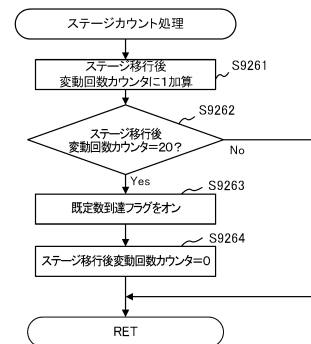 ステージカウント処理
ステージ移行後
変動回数カウンタに1加算
S9261
S9262
ステージ移行後
変動回数カウンタ=20?
No
Yes
S9263
既定数到達フラグをオン
S9264
ステージ移行後変動回数カウンタ=0
RET